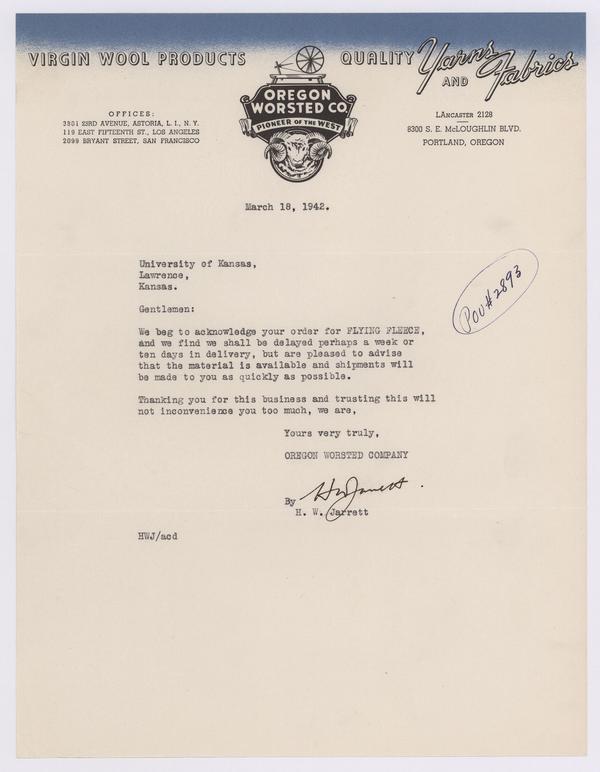 VIRGIN WOOL PRODUCTS
QUALITY Yarns AND Fabrics
OREGON
WORSTED CO.
PIONEER OF THE WEST
OFFICES:
3801 23RD AVENUE, ASTORIA, L. I., N. Y.
119 EAST FIFTEENTH ST., LOS ANGELES
2099 BRYANT STREET, SAN FRANCISCO
LANCASTER 2128
8300 S. E. McLOUGHLIN BLVD.
PORTLAND, OREGON
March 18, 1942.
University of Kansas,
Lawrence,
Kansas.
POV#2893
Gentlemen:
We beg to acknowledge your order for FLYING FLEECE,
and we find we shall be delayed perhaps a week or
ten days in delivery, but are pleased to advise
that the material is available and shipments will
be made to you as quickly as possible.
Thanking you for this business and trusting this will
not inconvenience you too much, we are,
Yours very truly,
OREGON WORSTED COMPANY
By HW Jarrett.
H. W. Jarrett
HWJ/acd